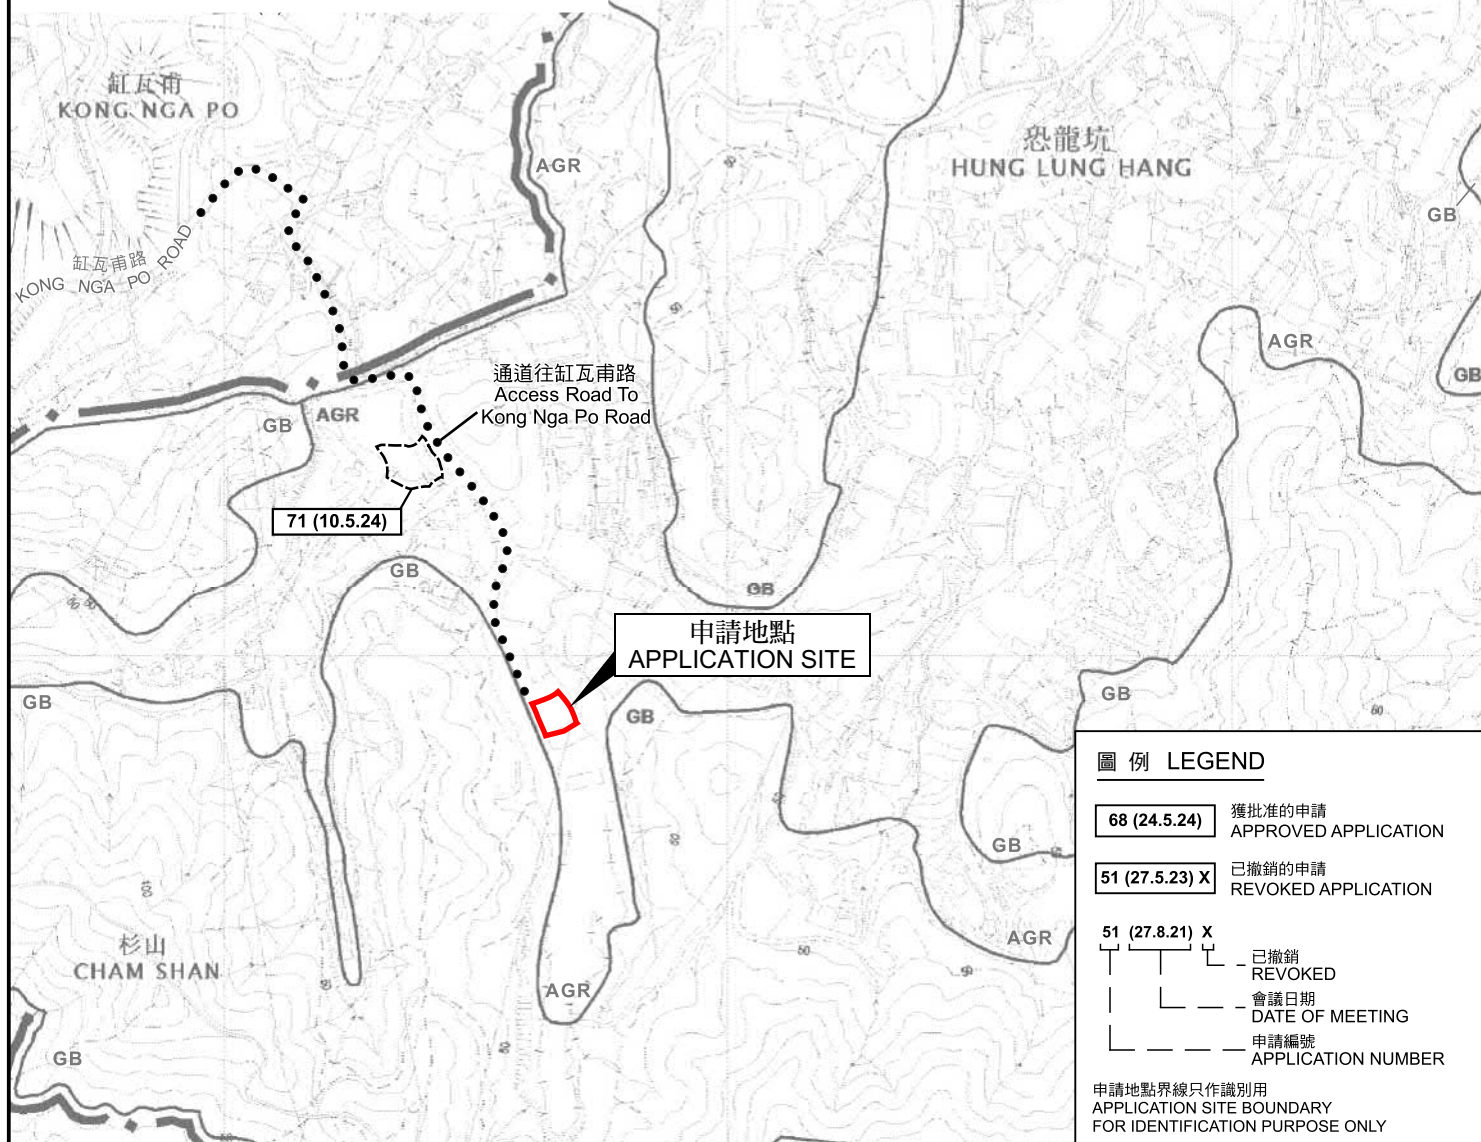 缸瓦甫
KONG NGA PO
恐龍坑
HUNG LUNG HANG
AGR
GB
缸瓦甫路
KONG NGA PO ROAD
AGR
GB
通道往缸瓦甫路
Access Road To
Kong Nga Po Road
GB
AGR
71 (10.5.24)
GB
GB
申請地點
APPLICATION SITE
GB
GB
GB
圖 例 LEGEND
68 (24.5.24)
獲批准的申請
APPROVED APPLICATION
51 (27.5.23) X
已撤銷的申請
REVOKED APPLICATION
51 (27.8.21) X
已撤銷
REVOKED
會議日期
DATE OF MEETING
申請編號
APPLICATION NUMBER
申請地點界線只作識別用
APPLICATION SITE BOUNDARY
FOR IDENTIFICATION PURPOSE ONLY
GB
AGR
杉山
CHAM SHAN
AGR
GB